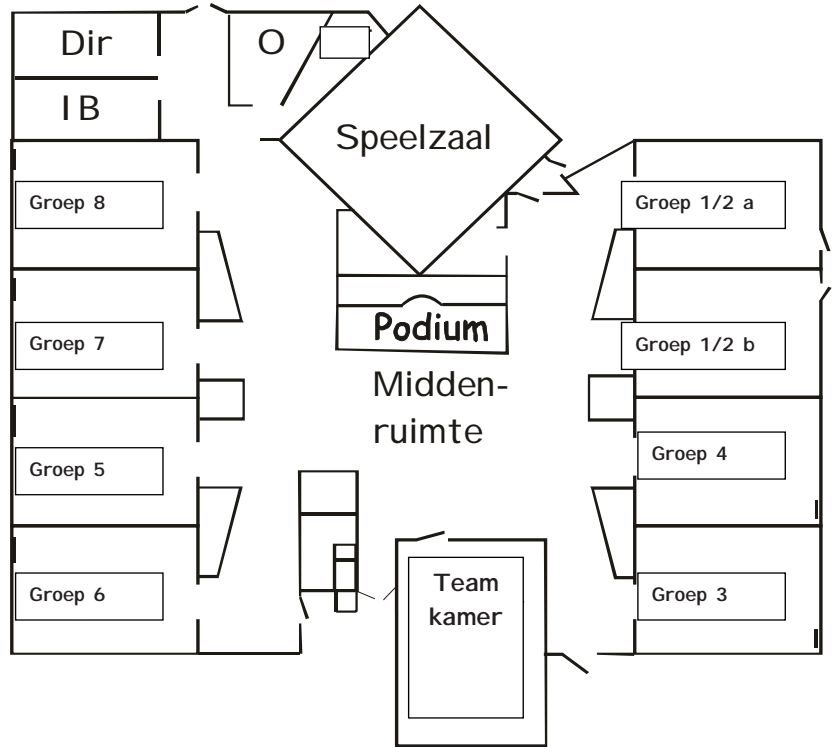 Dir
O
IB
Speelzaal
Groep 8
Groep 1/2 a
Groep 7
Podium
Groep 1/2 b
Midden-
ruimte
Groep 5
Groep 4
Groep 6
Team
kamer
Groep 3